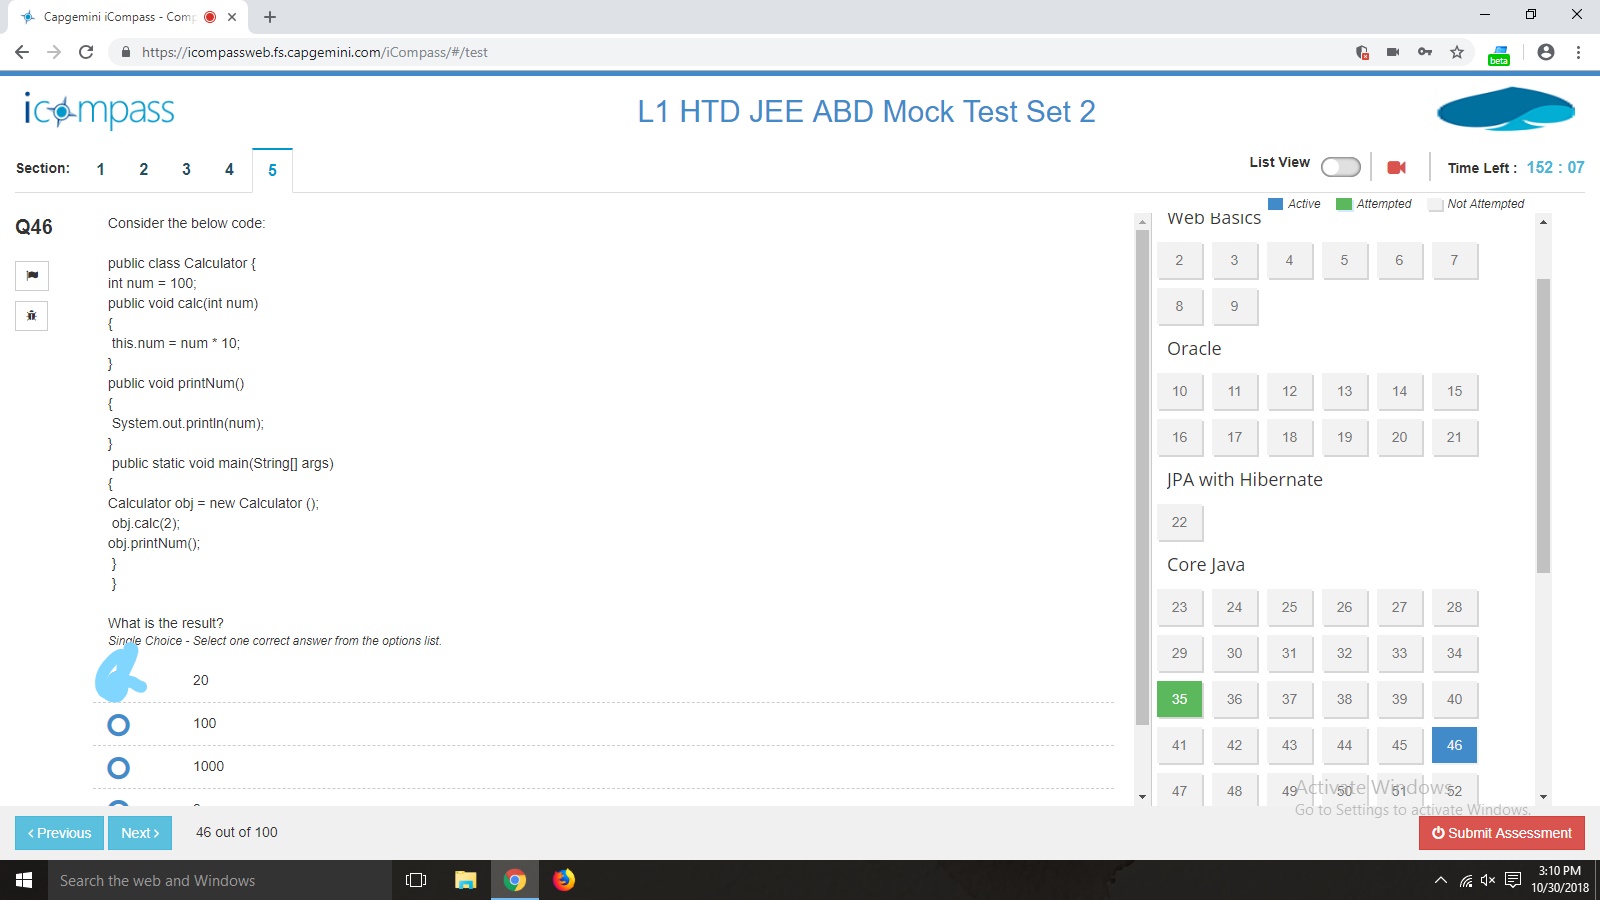 Capgemini iCompass - Comp
https://icompassweb.fs.capgemini.com/iCompass/#/test
beta
icompass
L1 HTD JEE ABD Mock Test Set 2
Section: 1 2 3 4 5
List View
Time Left : 152 : 07
Active Attempted Not Attempted
Q46
Consider the below code:
public class Calculator {
int num = 100;
public void calc(int num)
{
this.num = num * 10;
}
public void printNum()
{
System.out.println(num);
}
public static void main(String[] args)
{
Calculator obj = new Calculator ();
obj.calc(2);
obj.printNum();
}
}
What is the result?
Single Choice - Select one correct answer from the options list.
20
100
1000
Web Basics
2 3 4 5 6 7
8 9
Oracle
10 11 12 13 14 15
16 17 18 19 20 21
JPA with Hibernate
22
Core Java
23 24 25 26 27 28
29 30 31 32 33 34
35 36 37 38 39 40
41 42 43 44 45 46
47 48 49 50 51 52
Activate Windows
Go to Settings to activate Windows.
‹ Previous Next › 46 out of 100
Submit Assessment
Search the web and Windows
3:10 PM
10/30/2018